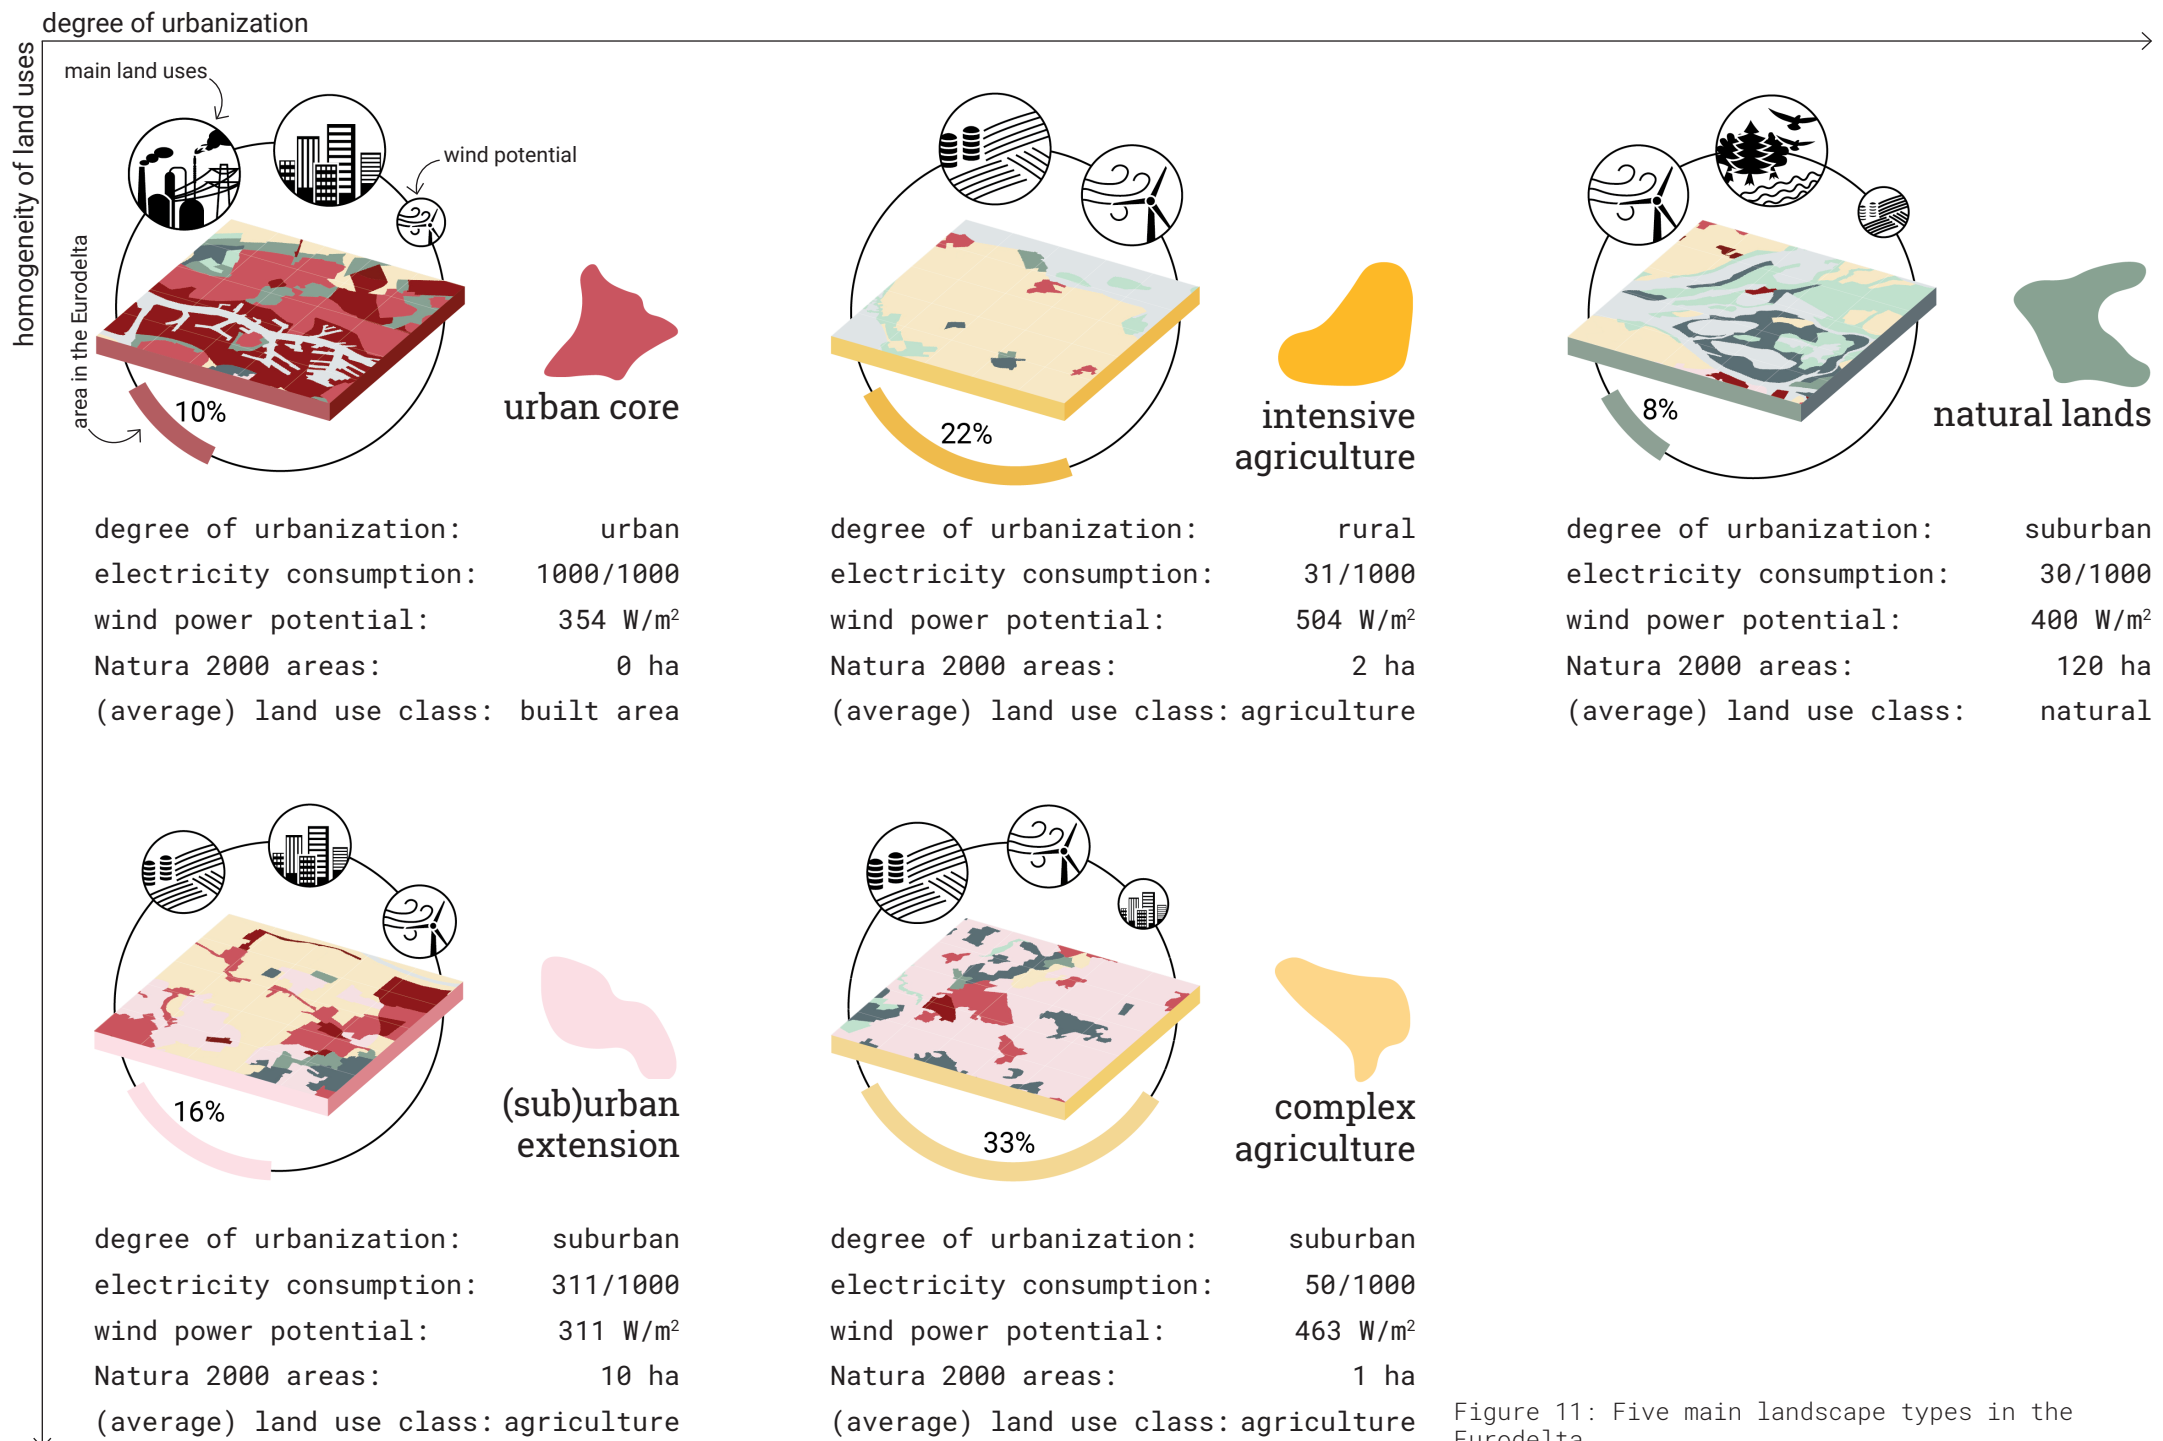 degree of urbanization
homogeneity of land uses
main land uses
wind potential
area in the Eurodelta
10%
urban core
degree of urbanization: urban
electricity consumption: 1000/1000
wind power potential: 354 W/m²
Natura 2000 areas: 0 ha
(average) land use class: built area
22%
intensive
agriculture
degree of urbanization: rural
electricity consumption: 31/1000
wind power potential: 504 W/m²
Natura 2000 areas: 2 ha
(average) land use class: agriculture
8%
natural lands
degree of urbanization: suburban
electricity consumption: 30/1000
wind power potential: 400 W/m²
Natura 2000 areas: 120 ha
(average) land use class: natural
16%
(sub)urban
extension
degree of urbanization: suburban
electricity consumption: 311/1000
wind power potential: 311 W/m²
Natura 2000 areas: 10 ha
(average) land use class: agriculture
33%
complex
agriculture
degree of urbanization: suburban
electricity consumption: 50/1000
wind power potential: 463 W/m²
Natura 2000 areas: 1 ha
(average) land use class: agriculture
Figure 11: Five main landscape types in the
Eurodelta